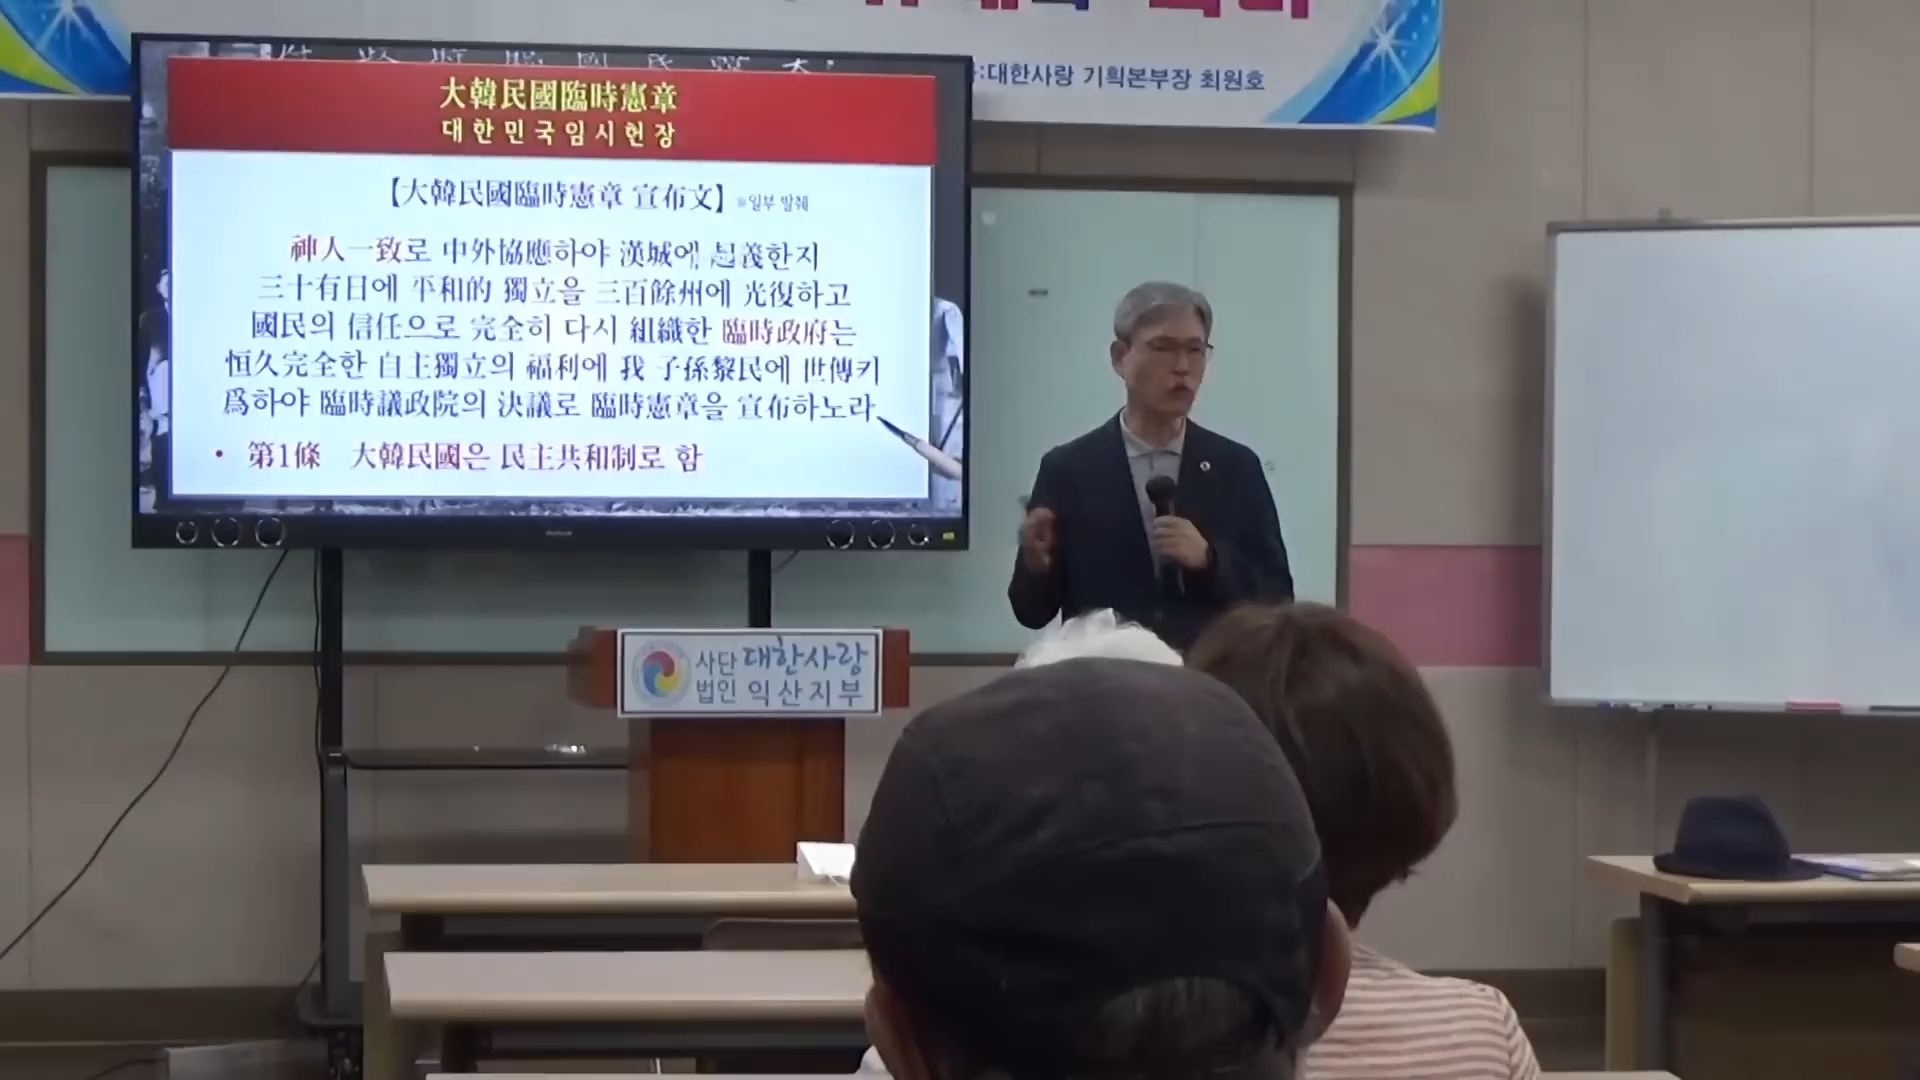 :대한사랑 기획본부장 최원호
大韓民國臨時憲章
대한민국임시헌장
【大韓民國臨時憲章 宣布文】 ※일부 발췌
神人一致로 中外協應하야 漢城에 起義한지
三十有日에 平和的 獨立을 三百餘州에 光復하고
國民의 信任으로 完全히 다시 組織한 臨時政府는
恒久完全한 自主獨立의 福利에 我 子孫黎民에 世傳키
爲하야 臨時議政院의 決議로 臨時憲章을 宣布하노라
• 第1條 大韓民國은 民主共和制로 함
사단 대한사랑
법인 익산지부